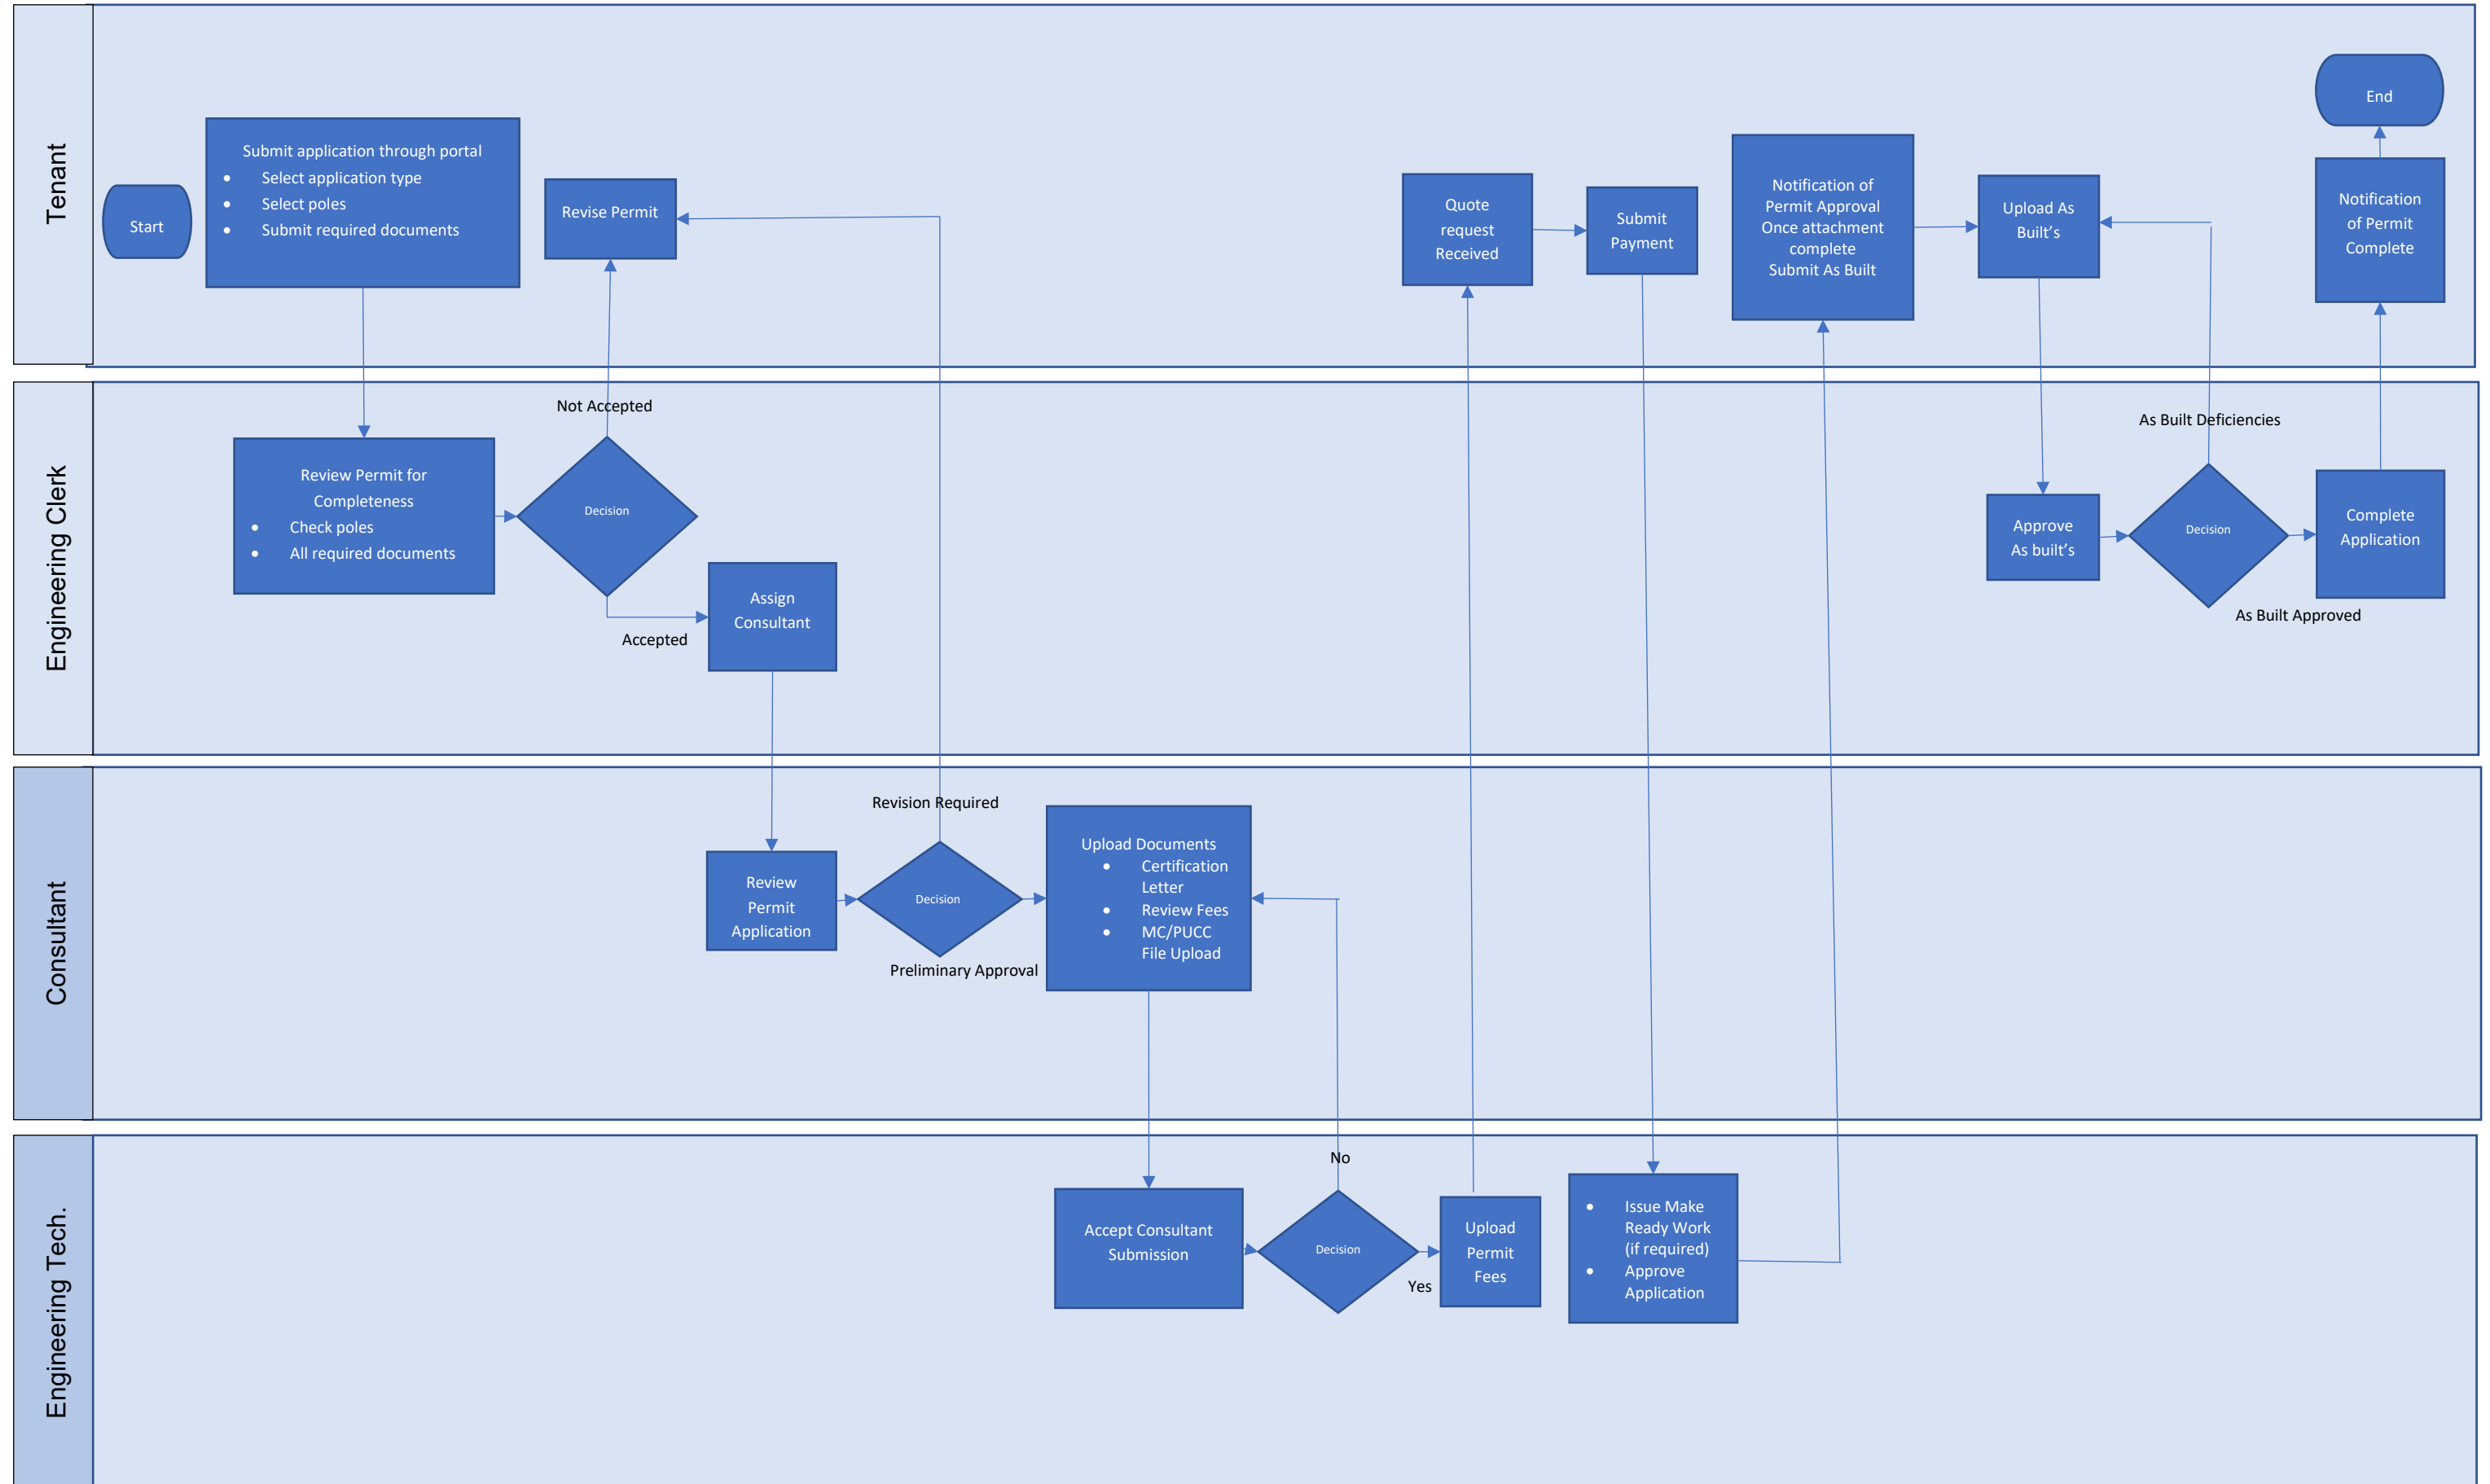 Tenant
Start
Submit application through portal
• Select application type
• Select poles
• Submit required documents
Revise Permit
Quote
request
Received
Submit
Payment
Notification of
Permit Approval
Once attachment
complete
Submit As Built
Upload As
Built’s
End
Notification
of Permit
Complete
Engineering Clerk
Review Permit for
Completeness
• Check poles
• All required documents
Not Accepted
Decision
Accepted
Assign
Consultant
Approve
As built’s
As Built Deficiencies
Decision
As Built Approved
Complete
Application
Consultant
Review
Permit
Application
Revision Required
Decision
Preliminary Approval
Upload Documents
• Certification
Letter
• Review Fees
• MC/PUCC
File Upload
Engineering Tech.
Accept Consultant
Submission
No
Decision
Yes
Upload
Permit
Fees
• Issue Make
Ready Work
(if required)
• Approve
Application